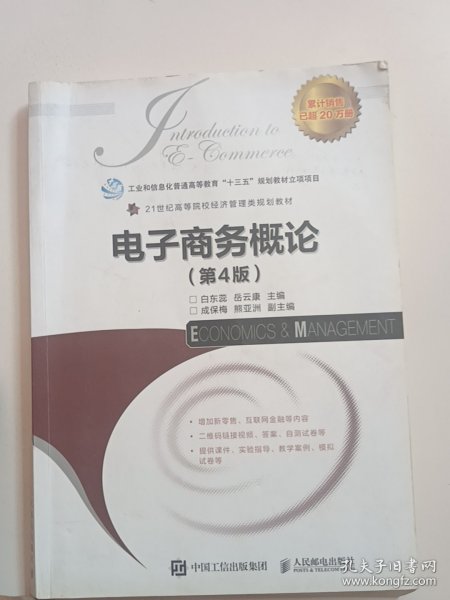 累计销售
已超 20 万册
Introduction to
E-Commerce
工业和信息化普通高等教育“十三五”规划教材立项项目
21世纪高等院校经济管理类规划教材
电子商务概论
（第4版）
□ 白东蕊 岳云康 主编
□ 成保梅 熊亚洲 副主编
ECONOMICS & MANAGEMENT
• 增加新零售、互联网金融等内容
• 二维码链接视频、答案、自测试卷等
• 提供课件、实验指导、教学案例、模拟
试卷等
中国工信出版集团
人民邮电出版社
POSTS & TELECOM PRESS
孔夫子旧书网
www.kongfz.com